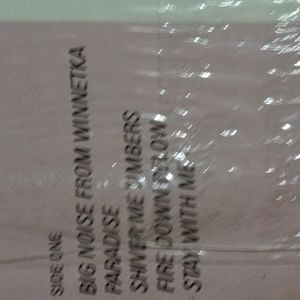 SIDE ONE
BIG NOISE FROM WINNETKA
PARADISE
SHIVER ME TIMBERS
FIRE DOWN BELOW
STAY WITH ME